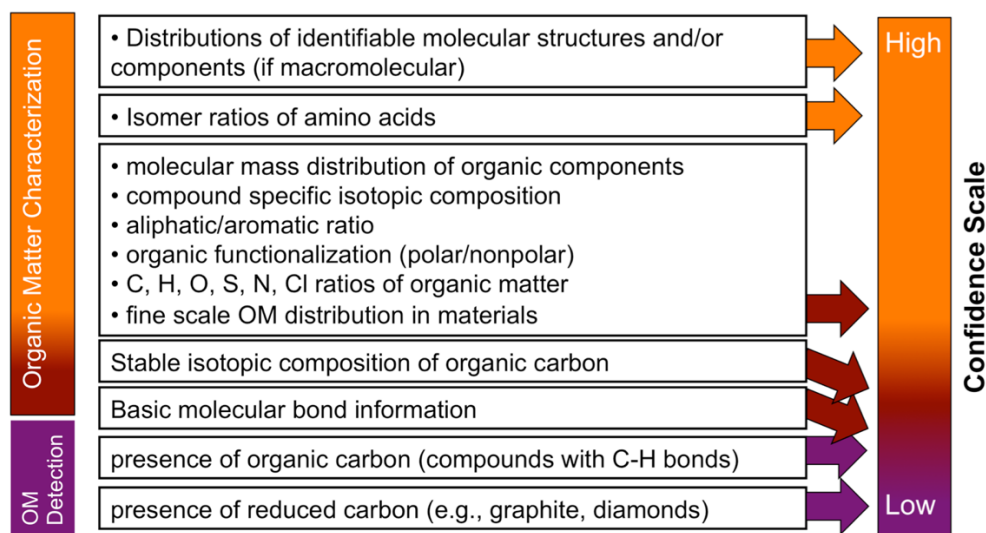 Organic Matter Characterization
• Distributions of identifiable molecular structures and/or
components (if macromolecular)
• Isomer ratios of amino acids
• molecular mass distribution of organic components
• compound specific isotopic composition
• aliphatic/aromatic ratio
• organic functionalization (polar/nonpolar)
• C, H, O, S, N, Cl ratios of organic matter
• fine scale OM distribution in materials
Stable isotopic composition of organic carbon
Basic molecular bond information
OM
Detection
presence of organic carbon (compounds with C-H bonds)
presence of reduced carbon (e.g., graphite, diamonds)
High
Low
Confidence Scale